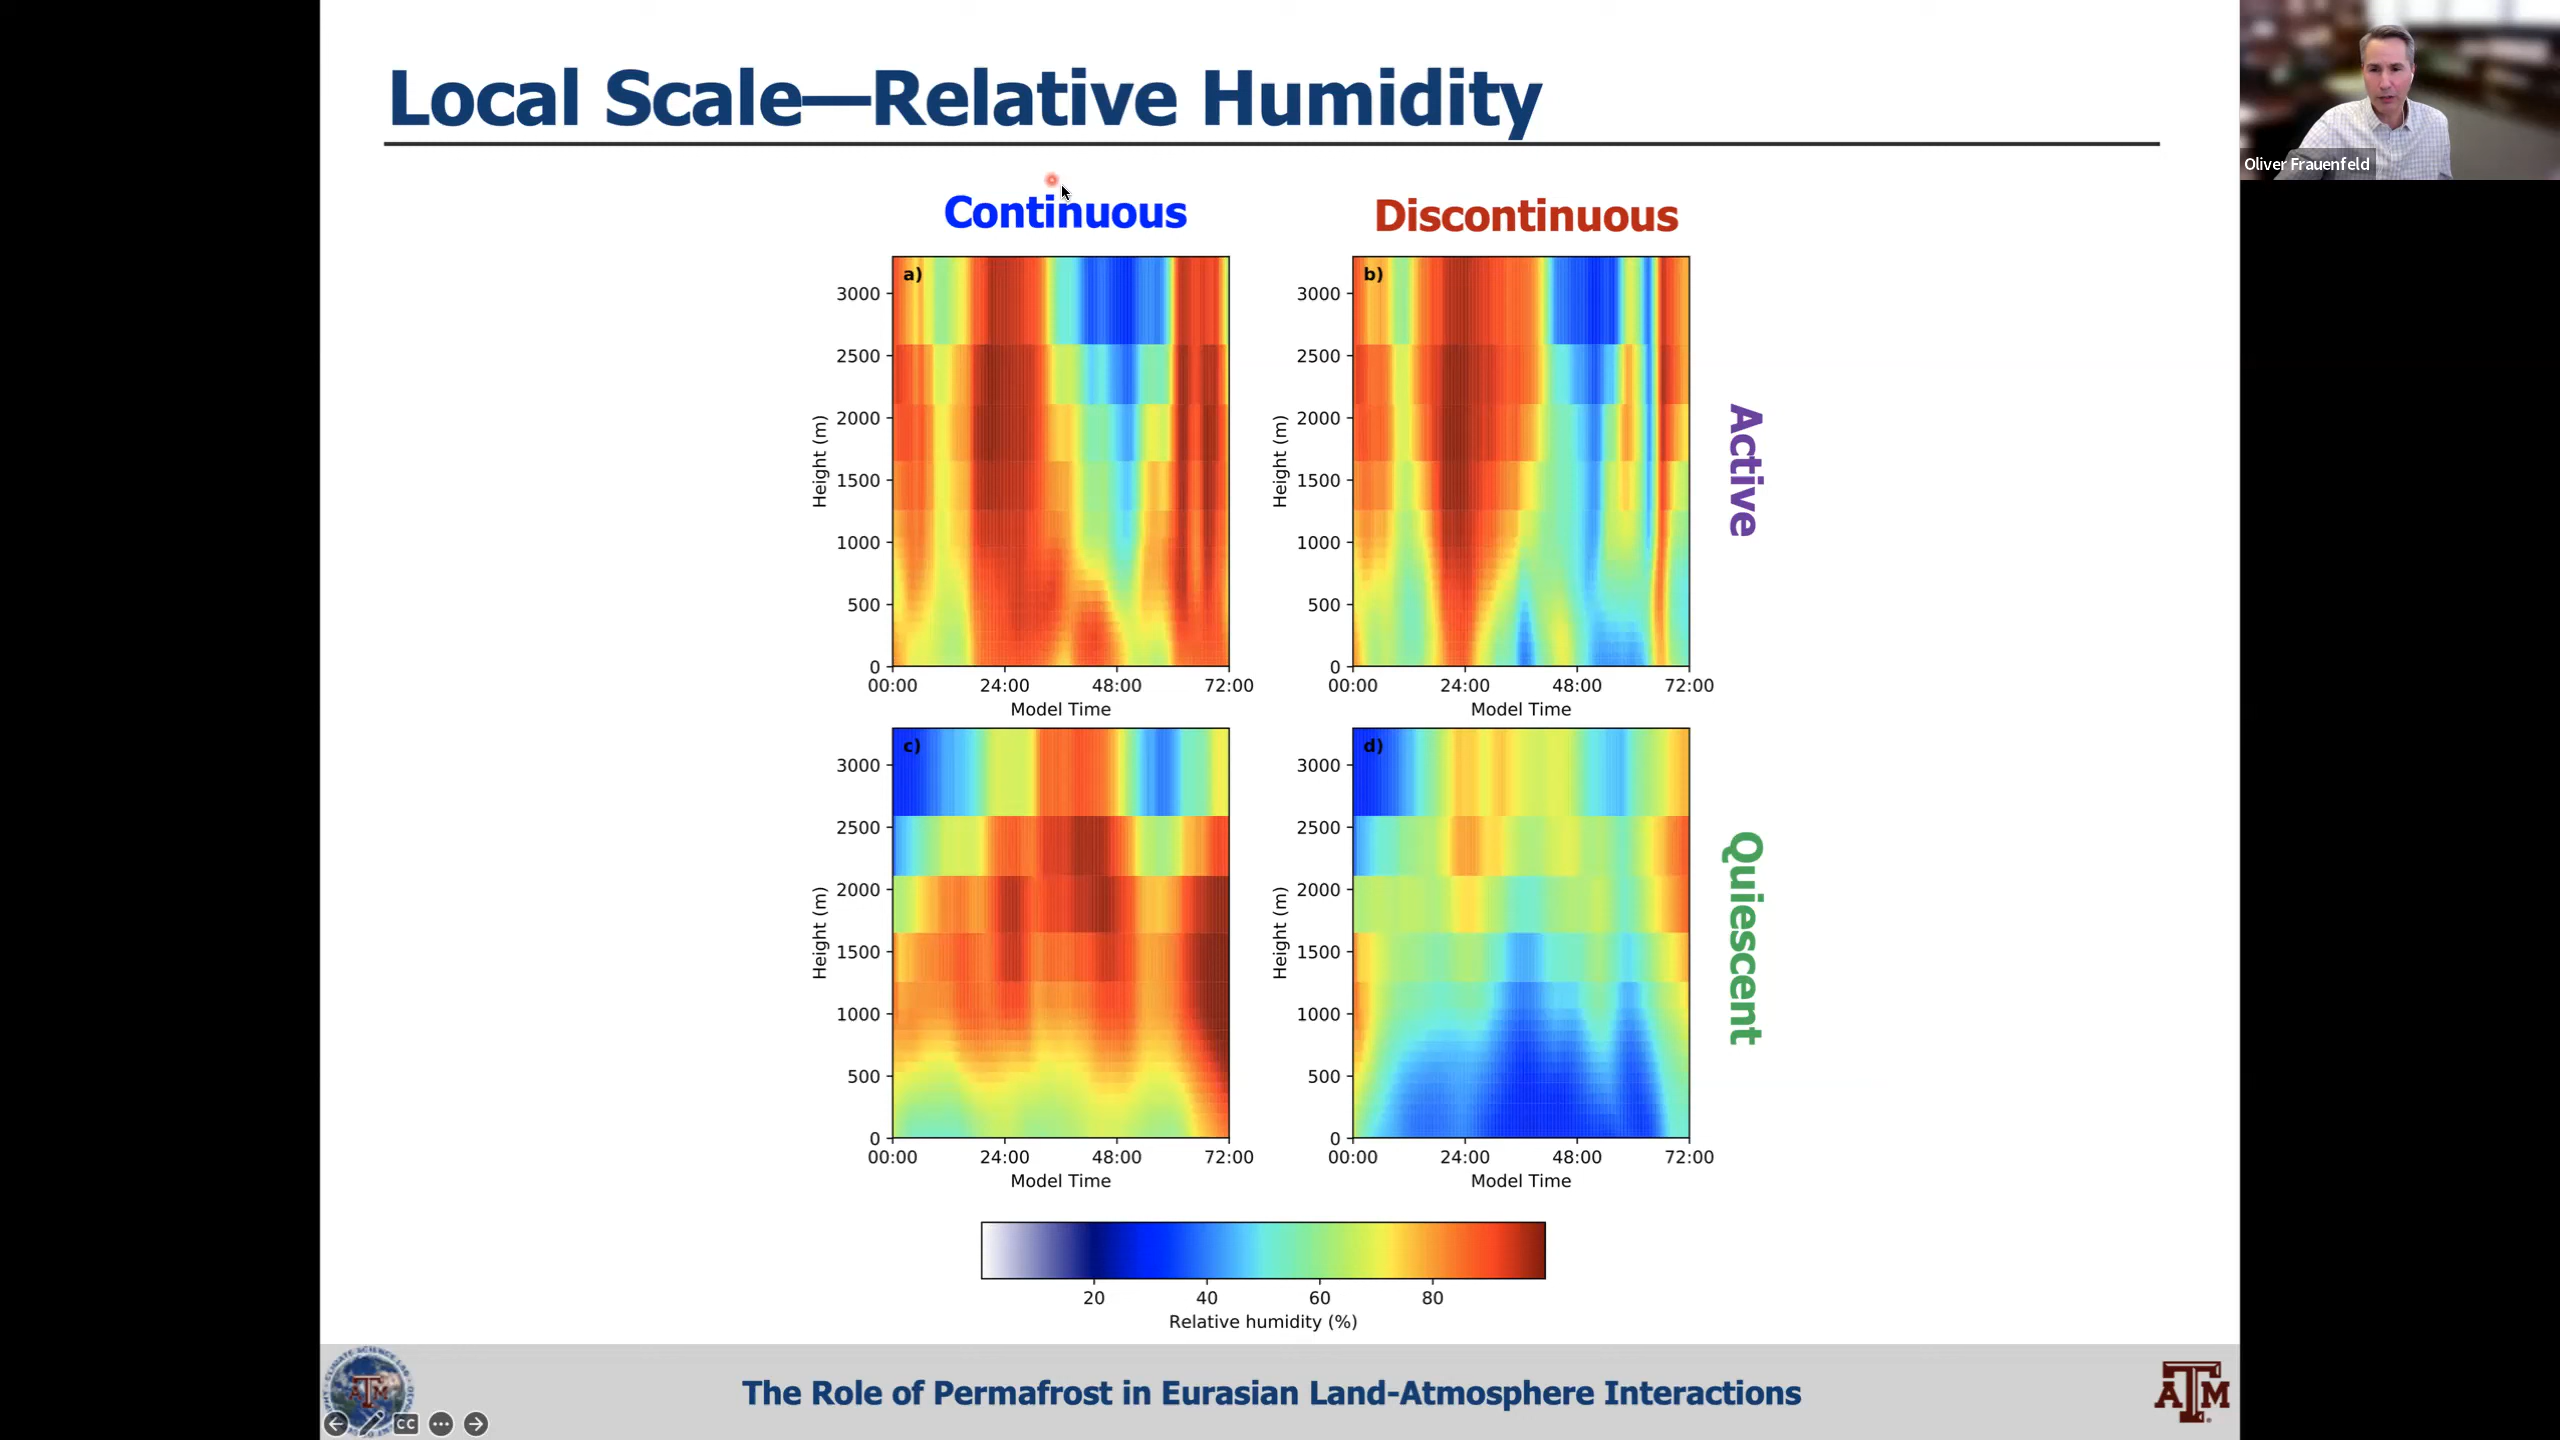 Local Scale—Relative Humidity
Oliver Frauenfeld
Continuous
Discontinuous
a)
3000
2500
2000
1500
1000
500
0
Height (m)
00:00 24:00 48:00 72:00
Model Time
b)
3000
2500
2000
1500
1000
500
0
Height (m)
00:00 24:00 48:00 72:00
Model Time
Active
c)
3000
2500
2000
1500
1000
500
0
Height (m)
00:00 24:00 48:00 72:00
Model Time
d)
3000
2500
2000
1500
1000
500
0
Height (m)
00:00 24:00 48:00 72:00
Model Time
Quiescent
20 40 60 80
Relative humidity (%)
The Role of Permafrost in Eurasian Land-Atmosphere Interactions
ATM
ATM
CC